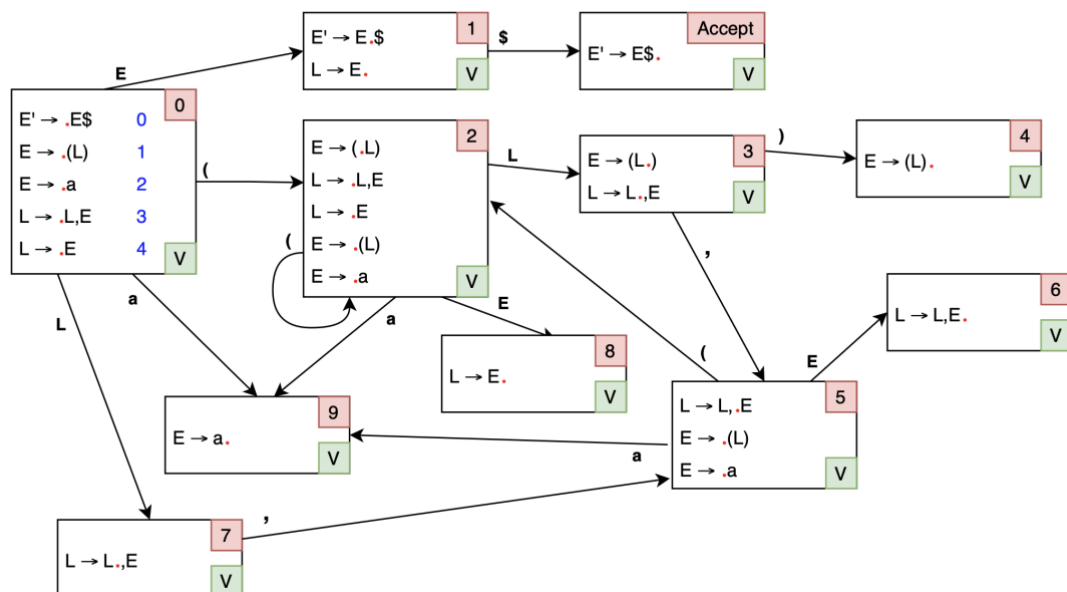 E' → E.$
L → E.
1
V
$
E' → E$.
Accept
V
E
E' → .E$ 0
E → .(L) 1
E → .a 2
L → .L,E 3
L → .E 4
0
V
(
E → (.L)
L → .L,E
L → .E
E → .(L)
E → .a
2
V
(
L
E → (L.)
L → L.,E
3
V
)
E → (L).
4
V
,
L
a
a
E
L → E.
8
V
(
E
L → L,E.
6
V
E → a.
9
V
a
L → L,.E
E → .(L)
E → .a
5
V
L → L.,E
7
V
,